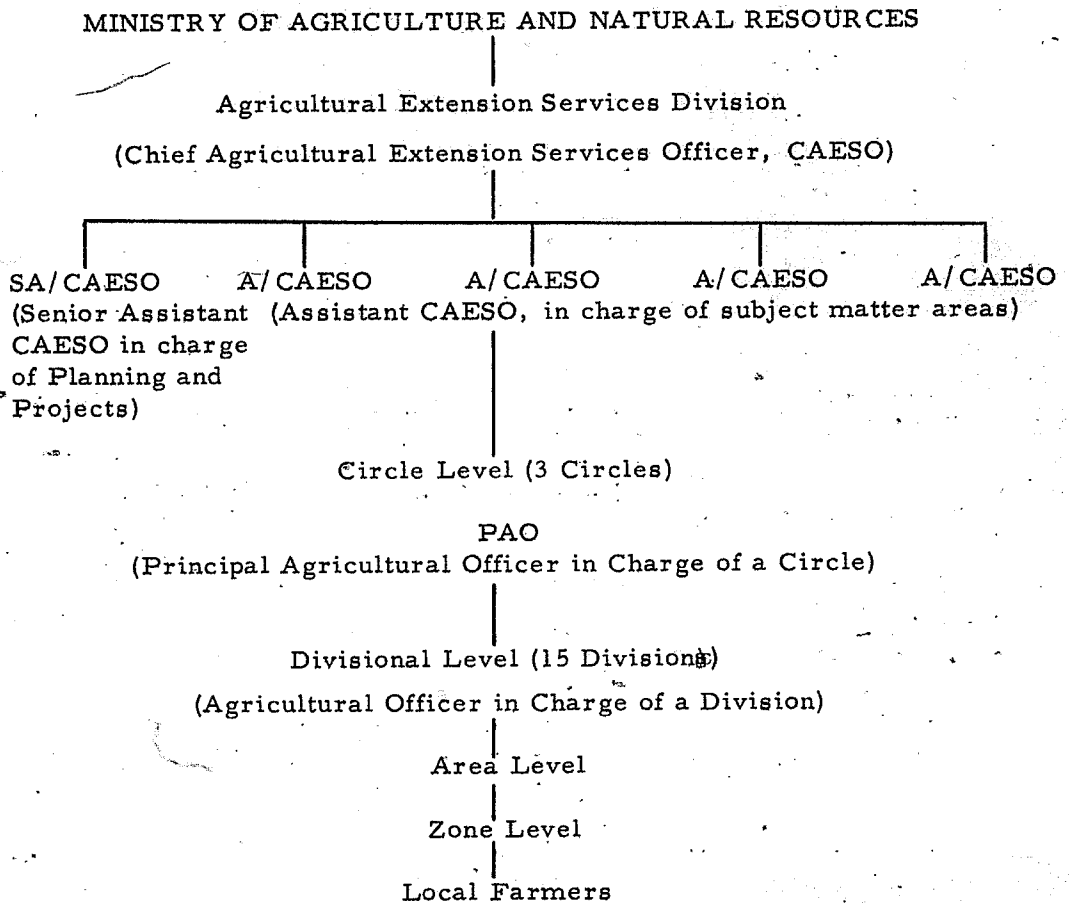 MINISTRY OF AGRICULTURE AND NATURAL RESOURCES
Agricultural Extension Services Division
(Chief Agricultural Extension Services Officer, CAESO)
SA/CAESO A/CAESO A/CAESO A/CAESO A/CAESO
(Senior Assistant (Assistant CAESO, in charge of subject matter areas)
CAESO in charge
of Planning and
Projects)
Circle Level (3 Circles)
PAO
(Principal Agricultural Officer in Charge of a Circle)
Divisional Level (15 Divisions)
(Agricultural Officer in Charge of a Division)
Area Level
Zone Level
Local Farmers